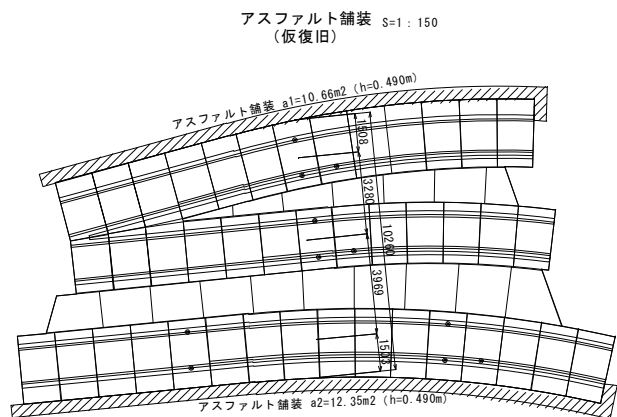 アスファルト舗装 S=1：150
(仮復旧)
アスファルト舗装 a1=10.66m2 (h=0.490m)
1508
3280
10260
3969
1503
アスファルト舗装 a2=12.35m2 (h=0.490m)